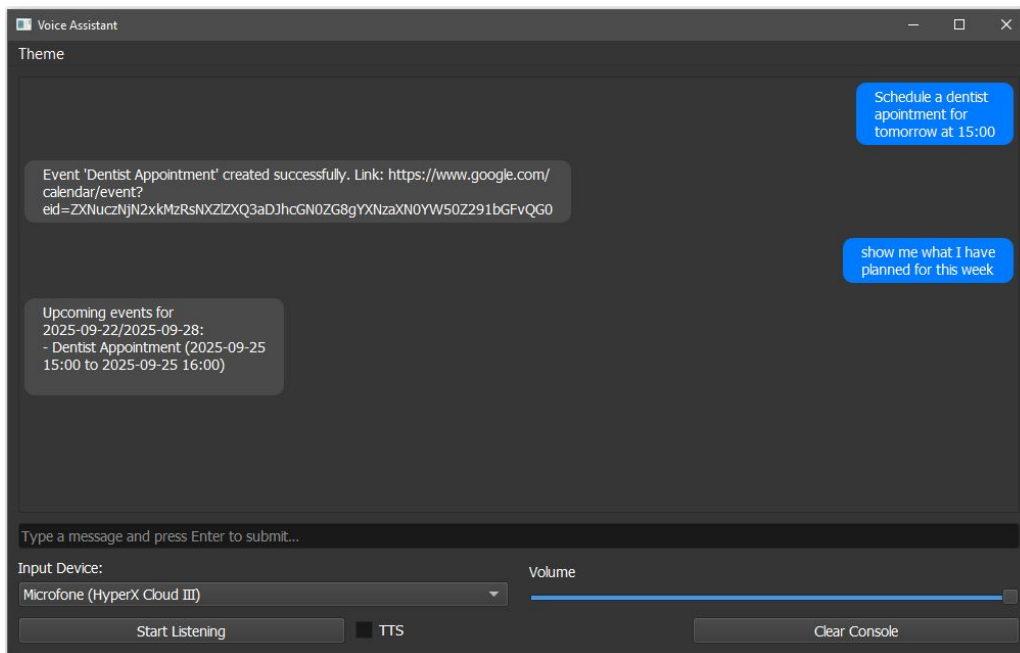 Voice Assistant
Theme
Schedule a dentist
apointment for
tomorrow at 15:00
Event 'Dentist Appointment' created successfully. Link: https://www.google.com/
calendar/event?
eid=ZXNuczNjN2xkMzRsNXZlZXQ3aDJhcGN0ZG8gYXNzaXN0YW50Z291bGFvQG0
show me what I have
planned for this week
Upcoming events for
2025-09-22/2025-09-28:
- Dentist Appointment (2025-09-25
15:00 to 2025-09-25 16:00)
Type a message and press Enter to submit...
Input Device:
Volume
Microfone (HyperX Cloud III)
Start Listening
TTS
Clear Console